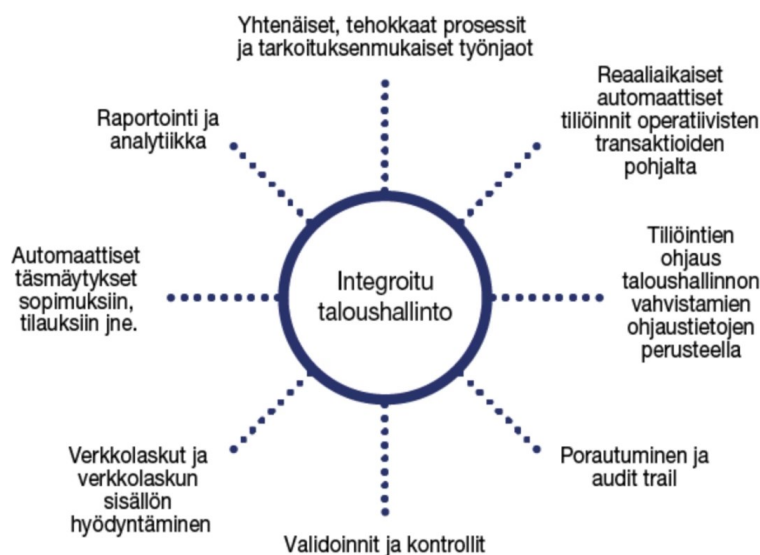 Yhtenäiset, tehokkaat prosessit
ja tarkoituksenmukaiset työnjaot
Reaaliaikaiset
automaattiset
tiliöinnit operatiivisten
transaktioiden
pohjalta
Tiliöintien
ohjaus
taloushallinnon
vahvistamien
ohjaustietojen
perusteella
Porautuminen ja
audit trail
Validoinnit ja kontrollit
Verkkolaskut ja
verkkolaskun
sisällön
hyödyntäminen
Automaattiset
täsmäytykset
sopimuksiin,
tilauksiin jne.
Raportointi ja
analytiikka
Integroitu
taloushallinto